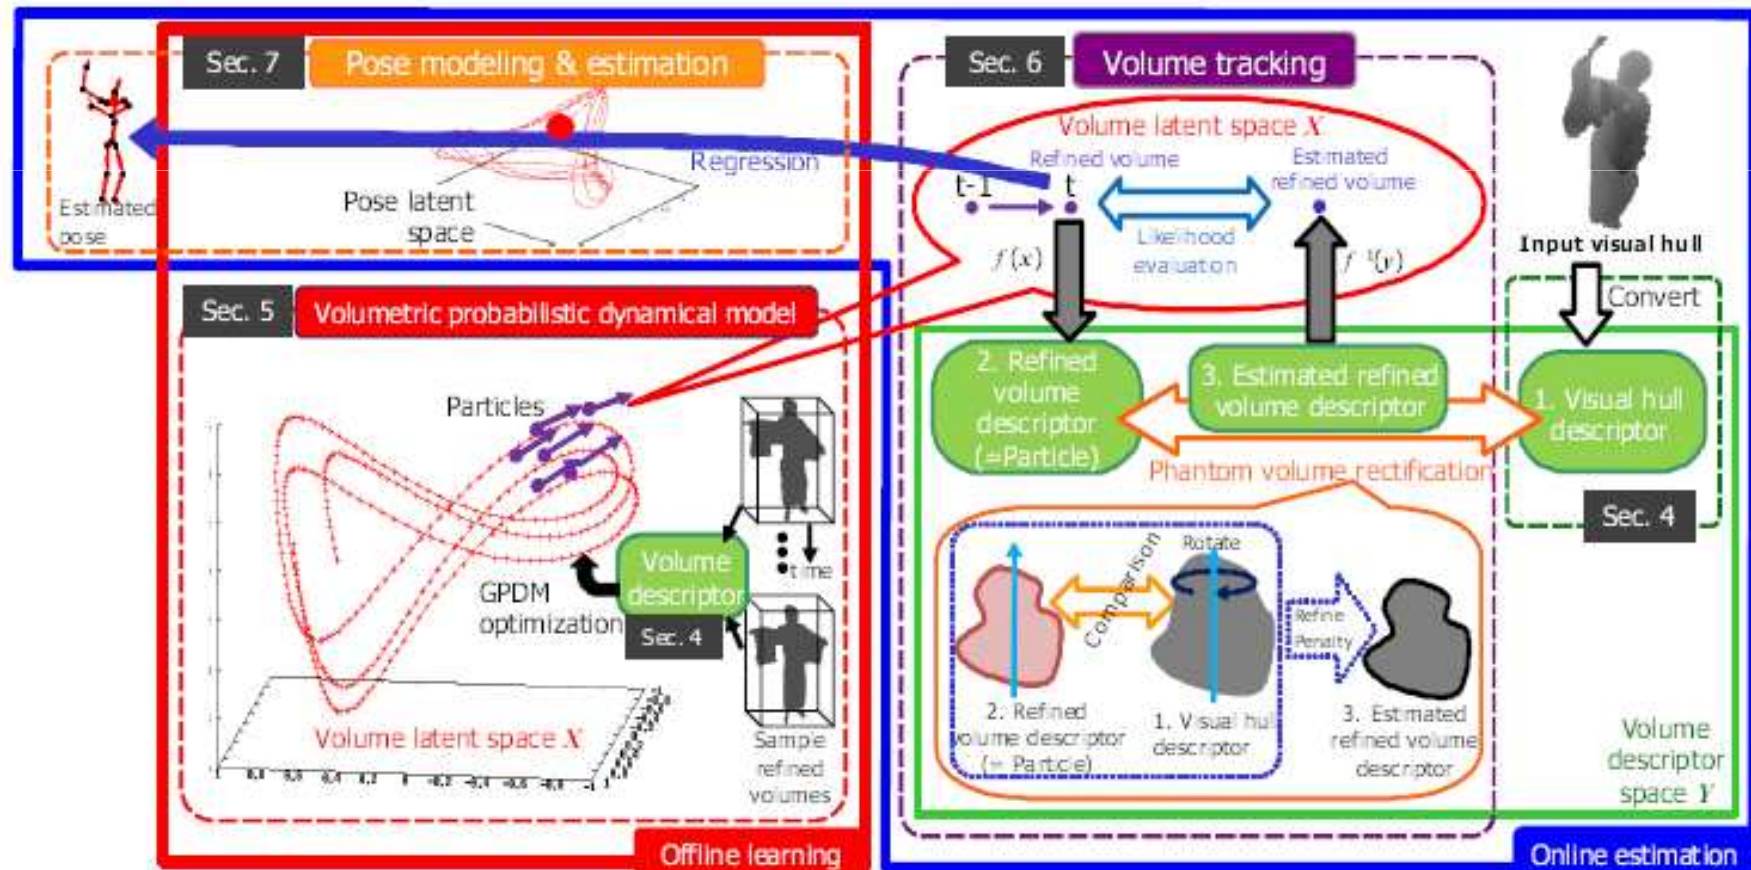 Sec. 7
Pose modeling & estimation
Estimated
pose
Pose latent
space
Regression
Sec. 6
Volume tracking
Volume latent space X
Refined volume
Estimated
refined volume
t-1
t
Likelihood
evaluation
f(x)
f⁻¹(y)
Input visual hull
Convert
Sec. 5
Volumetric probabilistic dynamical model
Particles
GPDM
optimization
Volume
descriptor
Sec. 4
time
Volume latent space X
Sample
refined
volumes
Offline learning
2. Refined
volume
descriptor
(=Particle)
3. Estimated refined
volume descriptor
1. Visual hull
descriptor
Phantom volume rectification
Sec. 4
Comparison
Rotate
Refine
Penalty
2. Refined
volume descriptor
(= Particle)
1. Visual hull
descriptor
3. Estimated
refined volume
descriptor
Volume
descriptor
space Y
Online estimation